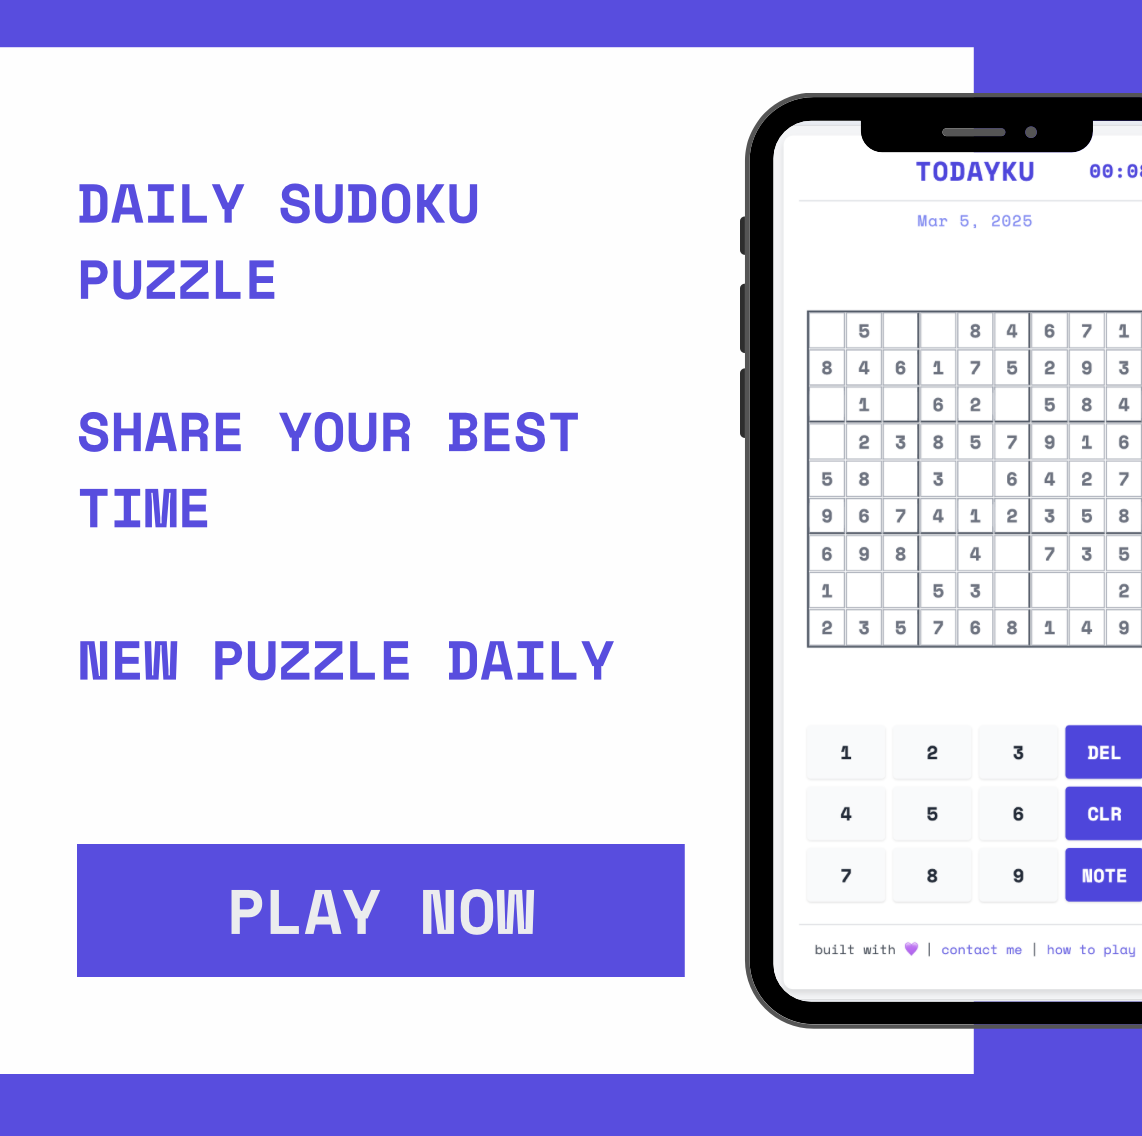 DAILY SUDOKU
PUZZLE
SHARE YOUR BEST
TIME
NEW PUZZLE DAILY
PLAY NOW
TODAYKU 00:08
Mar 5, 2025
5 8 4 6 7 1
8 4 6 1 7 5 2 9 3
1 6 2 5 8 4
2 3 8 5 7 9 1 6
5 8 3 6 4 2 7
9 6 7 4 1 2 3 5 8
6 9 8 4 7 3 5
1 5 3 2
2 3 5 7 6 8 1 4 9
1 2 3 DEL
4 5 6 CLR
7 8 9 NOTE
built with 💜 | contact me | how to play